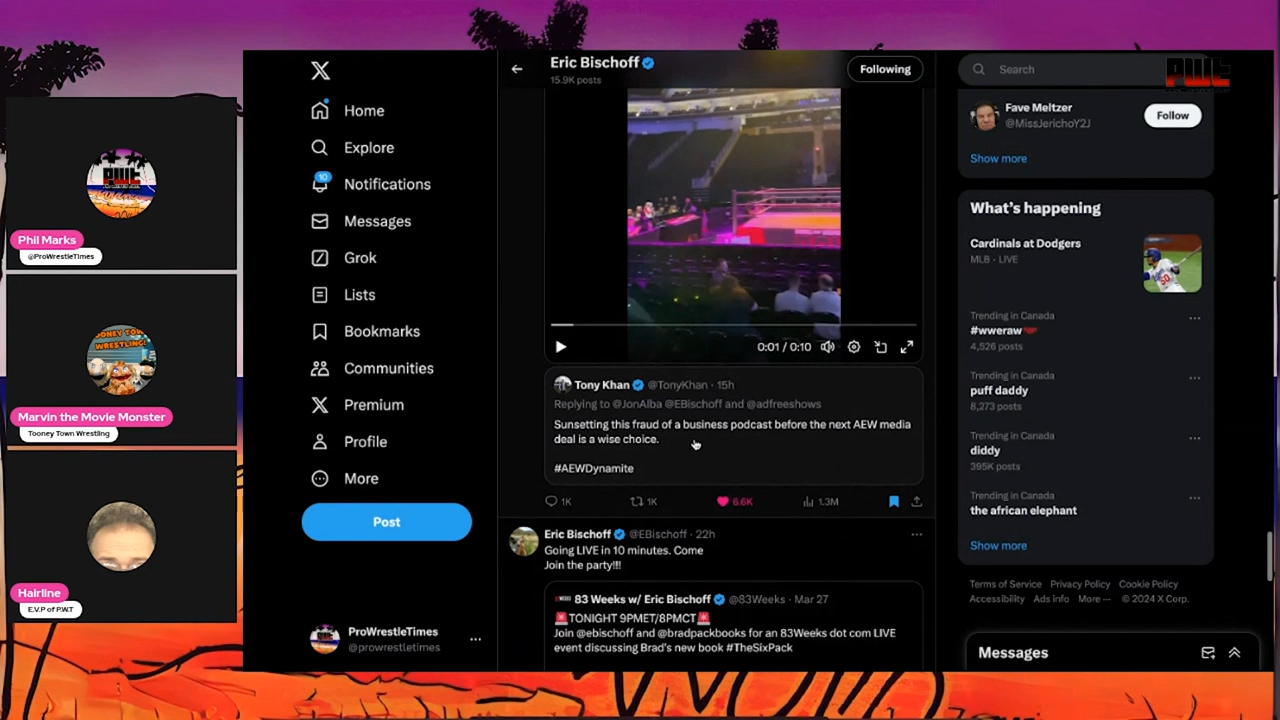 PWT
Phil Marks
@ProWrestleTimes
TOONEY TOWN
WRESTLING!
Marvin the Movie Monster
Tooney Town Wrestling
Hairline
E.V.P of P.W.T
X
Home
Explore
10
Notifications
Messages
Grok
Lists
Bookmarks
Communities
Premium
Profile
More
Post
ProWrestleTimes
@prowrestletimes
Eric Bischoff
15.9K posts
Following
0:01 / 0:10
Tony Khan @TonyKhan · 15h
Replying to @JonAlba @EBischoff and @adfreeshows
Sunsetting this fraud of a business podcast before the next AEW media
deal is a wise choice.
#AEWDynamite
1K
1K
6.6K
1.3M
Eric Bischoff @EBischoff · 22h
Going LIVE in 10 minutes. Come
Join the party!!!
83 Weeks w/ Eric Bischoff @83Weeks · Mar 27
🚨TONIGHT 9PMET/8PMCT🚨
Join @ebischoff and @bradpackbooks for an 83Weeks dot com LIVE
event discussing Brad's new book #TheSixPack
Search
PWT
Fave Meltzer
@MissJerichoY2J
Follow
Show more
What's happening
Cardinals at Dodgers
MLB · LIVE
Trending in Canada
#wweraw
4,526 posts
Trending in Canada
puff daddy
8,273 posts
Trending in Canada
diddy
395K posts
Trending in Canada
the african elephant
Show more
Terms of Service Privacy Policy Cookie Policy
Accessibility Ads info More ··· © 2024 X Corp.
Messages